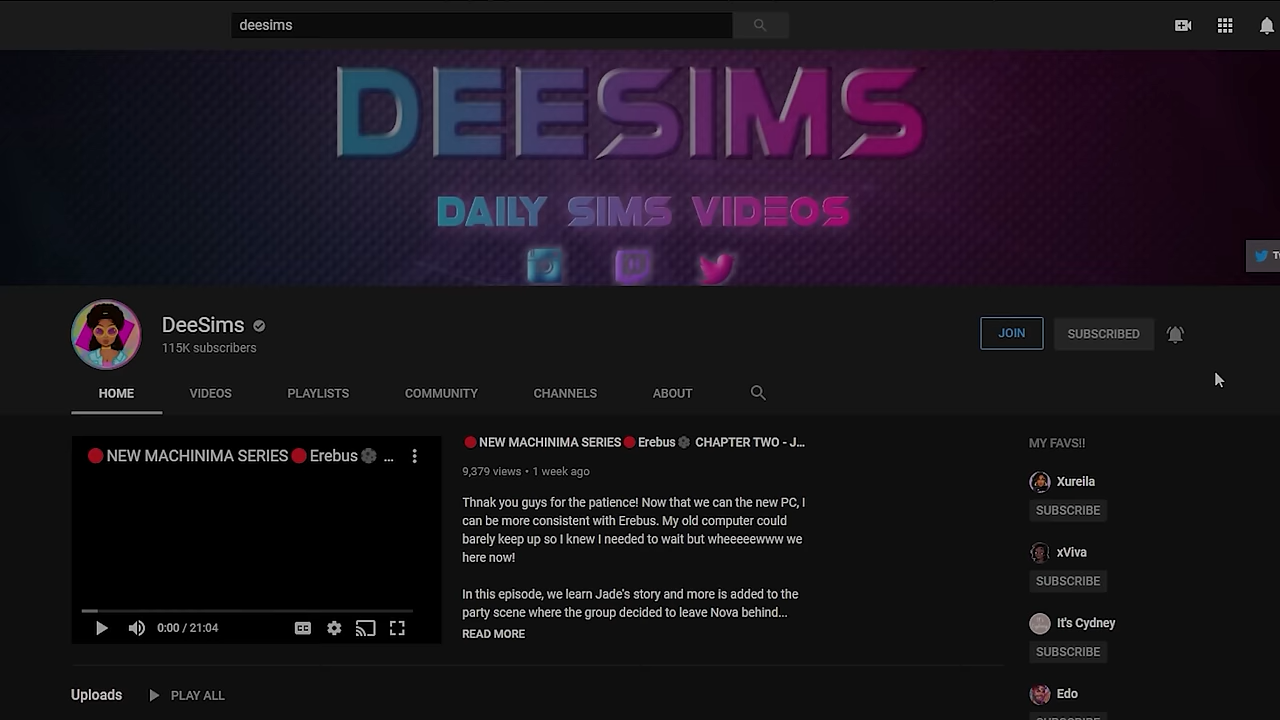 deesims
DEESIMS
DAILY SIMS VIDEOS
DeeSims
115K subscribers
JOIN
SUBSCRIBED
HOME
VIDEOS
PLAYLISTS
COMMUNITY
CHANNELS
ABOUT
🔴NEW MACHINIMA SERIES🔴Erebus ...
0:00 / 21:04
🔴NEW MACHINIMA SERIES🔴Erebus CHAPTER TWO - J...
9,379 views • 1 week ago
Thnak you guys for the patience! Now that we can the new PC, I
can be more consistent with Erebus. My old computer could
barely keep up so I knew I needed to wait but wheeeeewww we
here now!
In this episode, we learn Jade's story and more is added to the
party scene where the group decided to leave Nova behind...
READ MORE
MY FAVS!!
Xureila
SUBSCRIBE
xViva
SUBSCRIBE
It's Cydney
SUBSCRIBE
Edo
SUBSCRIBE
Uploads
PLAY ALL